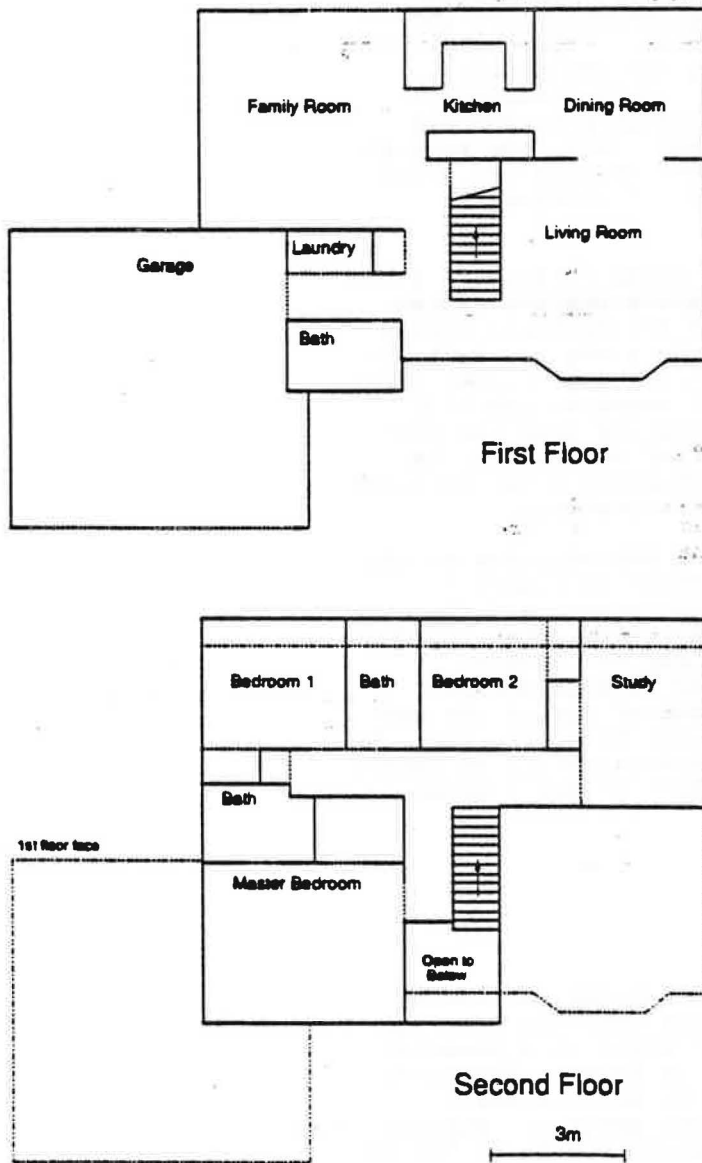 Family Room
Kitchen
Dining Room
Living Room
Laundry
Garage
Bath
First Floor
Bedroom 1
Bath
Bedroom 2
Study
Bath
1st floor face
Master Bedroom
Open to
Below
Second Floor
3m